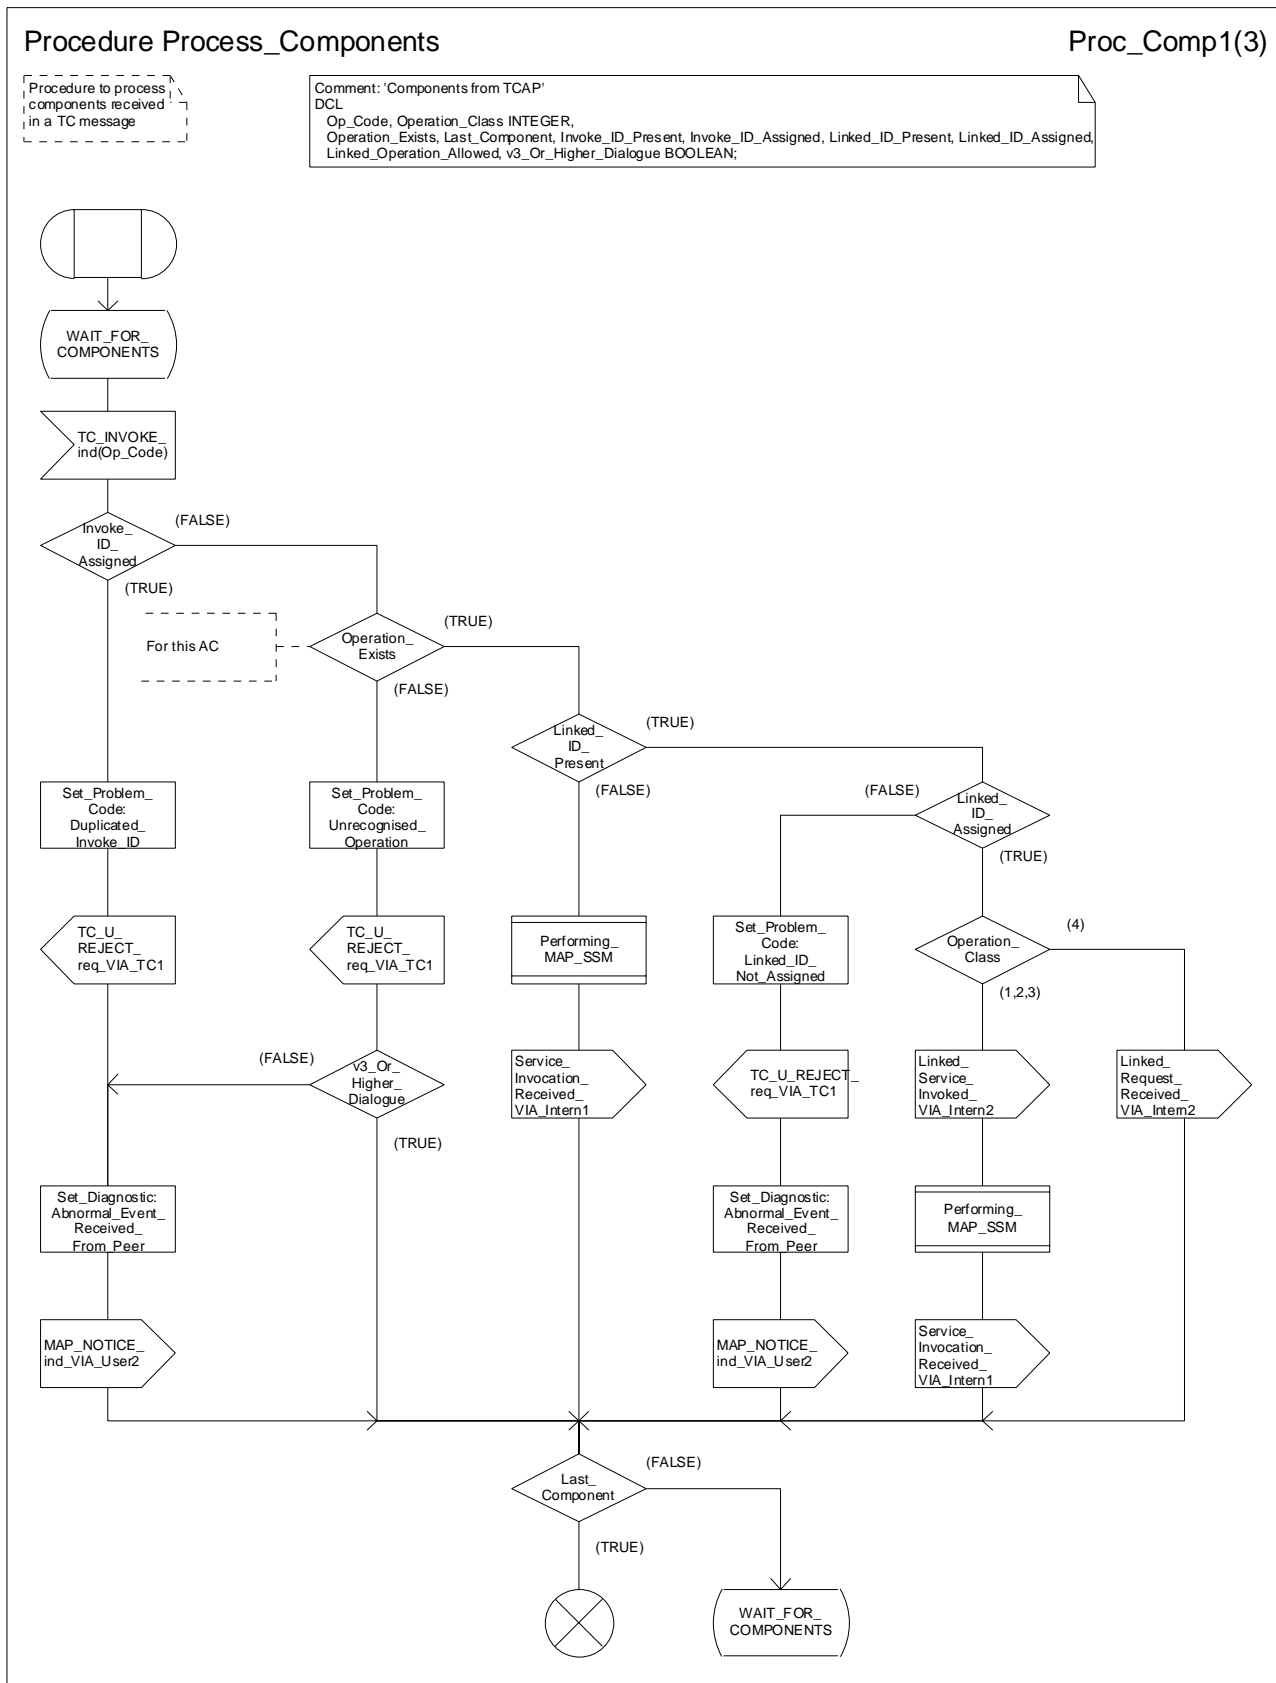 Procedure Process_Components
Proc_Comp1(3)
Procedure to process
components received
in a TC message
Comment: 'Components from TCAP'
DCL
Op_Code, Operation_Class INTEGER,
Operation_Exists, Last_Component, Invoke_ID_Present, Invoke_ID_Assigned, Linked_ID_Present, Linked_ID_Assigned,
Linked_Operation_Allowed, v3_Or_Higher_Dialogue BOOLEAN;
WAIT_FOR_
COMPONENTS
TC_INVOKE_
ind(Op_Code)
Invoke_
ID_
Assigned
(FALSE)
(TRUE)
For this AC
Operation_
Exists
(TRUE)
(FALSE)
Linked_
ID_
Present
(TRUE)
(FALSE)
Linked_
ID_
Assigned
(FALSE)
(TRUE)
Set_Problem_
Code:
Duplicated_
Invoke_ID
Set_Problem_
Code:
Unrecognised_
Operation
TC_U_
REJECT_
req_VIA_TC1
TC_U_
REJECT_
req_VIA_TC1
Performing_
MAP_SSM
Set_Problem_
Code:
Linked_ID_
Not_Assigned
Operation_
Class
(4)
(1,2,3)
(FALSE)
v3_Or_
Higher_
Dialogue
(TRUE)
Service_
Invocation_
Received_
VIA_Intern1
TC_U_REJECT_
req_VIA_TC1
Linked_
Service_
Invoked_
VIA_Intern2
Linked_
Request_
Received_
VIA_Intern2
Set_Diagnostic:
Abnormal_Event_
Received_
From_Peer
Set_Diagnostic:
Abnormal_Event_
Received_
From_Peer
Performing_
MAP_SSM
MAP_NOTICE_
ind_VIA_User2
MAP_NOTICE_
ind_VIA_User2
Service_
Invocation_
Received_
VIA_Intern1
Last_
Component
(FALSE)
(TRUE)
WAIT_FOR_
COMPONENTS